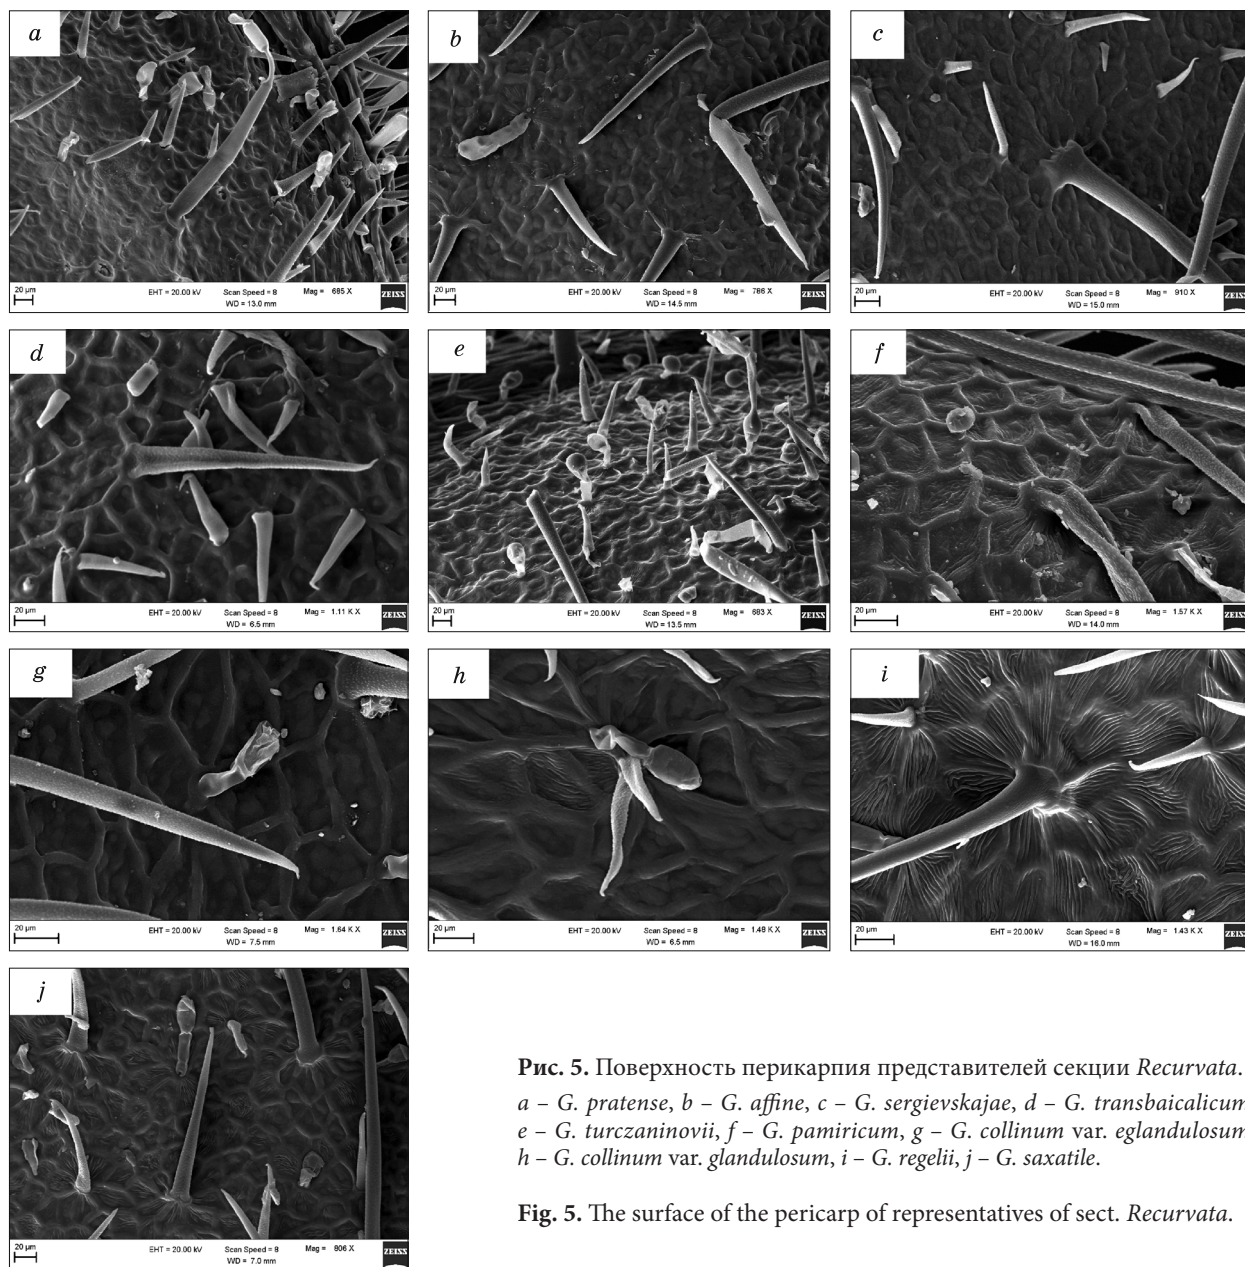 a
20 µm
EHT = 20.00 kV
Scan Speed = 8
Mag = 685 X
WD = 13.0 mm
ZEISS
b
20 µm
EHT = 20.00 kV
Scan Speed = 8
Mag = 786 X
WD = 14.5 mm
ZEISS
c
20 µm
EHT = 20.00 kV
Scan Speed = 8
Mag = 910 X
WD = 15.0 mm
ZEISS
d
20 µm
EHT = 20.00 kV
Scan Speed = 8
Mag = 1.11 K X
WD = 6.5 mm
ZEISS
e
20 µm
EHT = 20.00 kV
Scan Speed = 8
Mag = 683 X
WD = 13.5 mm
ZEISS
f
20 µm
EHT = 20.00 kV
Scan Speed = 8
Mag = 1.57 K X
WD = 14.0 mm
ZEISS
g
20 µm
EHT = 20.00 kV
Scan Speed = 8
Mag = 1.64 K X
WD = 7.5 mm
ZEISS
h
20 µm
EHT = 20.00 kV
Scan Speed = 8
Mag = 1.48 K X
WD = 6.5 mm
ZEISS
i
20 µm
EHT = 20.00 kV
Scan Speed = 8
Mag = 1.43 K X
WD = 16.0 mm
ZEISS
j
20 µm
EHT = 20.00 kV
Scan Speed = 8
Mag = 806 X
WD = 7.0 mm
ZEISS
Рис. 5. Поверхность перикарпия представителей секции Recurvata.
a – G. pratense, b – G. affine, c – G. sergievskajae, d – G. transbaicalicum
e – G. turczaninovii, f – G. pamiricum, g – G. collinum var. eglandulosum
h – G. collinum var. glandulosum, i – G. regelii, j – G. saxatile.
Fig. 5. The surface of the pericarp of representatives of sect. Recurvata.